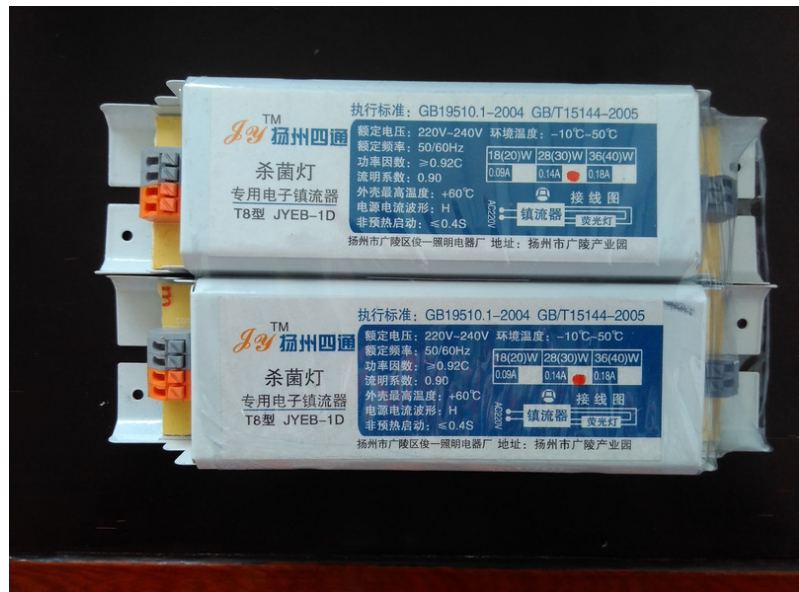 执行标准：GB19510.1-2004 GB/T15144-2005
JY TM 扬州四通
杀菌灯
专用电子镇流器
T8型 JYEB-1D
额定电压：220V~240V 环境温度：-10℃-50℃
额定频率：50/60Hz
功率因数：≥0.92C
流明系数：0.90
外壳最高温度：+60℃
电源电流波形：H
非预热启动：≤0.4S
18(20)W 28(30)W 36(40)W
0.09A 0.14A 0.18A
接线图
AC220V 镇流器 荧光灯
扬州市广陵区俊一照明电器厂 地址：扬州市广陵产业园
3
执行标准：GB19510.1-2004 GB/T15144-2005
JY TM 扬州四通
杀菌灯
专用电子镇流器
T8型 JYEB-1D
额定电压：220V~240V 环境温度：-10℃-50℃
额定频率：50/60Hz
功率因数：≥0.92C
流明系数：0.90
外壳最高温度：+60℃
电源电流波形：H
非预热启动：≤0.4S
18(20)W 28(30)W 36(40)W
0.09A 0.14A 0.18A
接线图
AC220V 镇流器 荧光灯
扬州市广陵区俊一照明电器厂 地址：扬州市广陵产业园